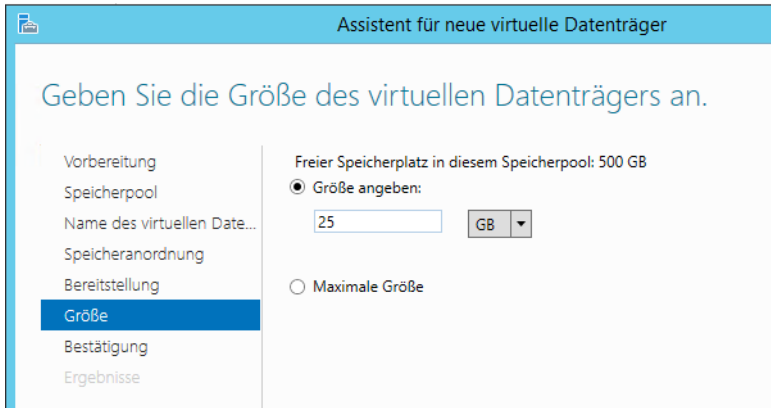 Assistent für neue virtuelle Datenträger
Geben Sie die Größe des virtuellen Datenträgers an.
Vorbereitung
Speicherpool
Name des virtuellen Date...
Speicheranordnung
Bereitstellung
Größe
Bestätigung
Ergebnisse
Freier Speicherplatz in diesem Speicherpool: 500 GB
Größe angeben:
25 GB
Maximale Größe